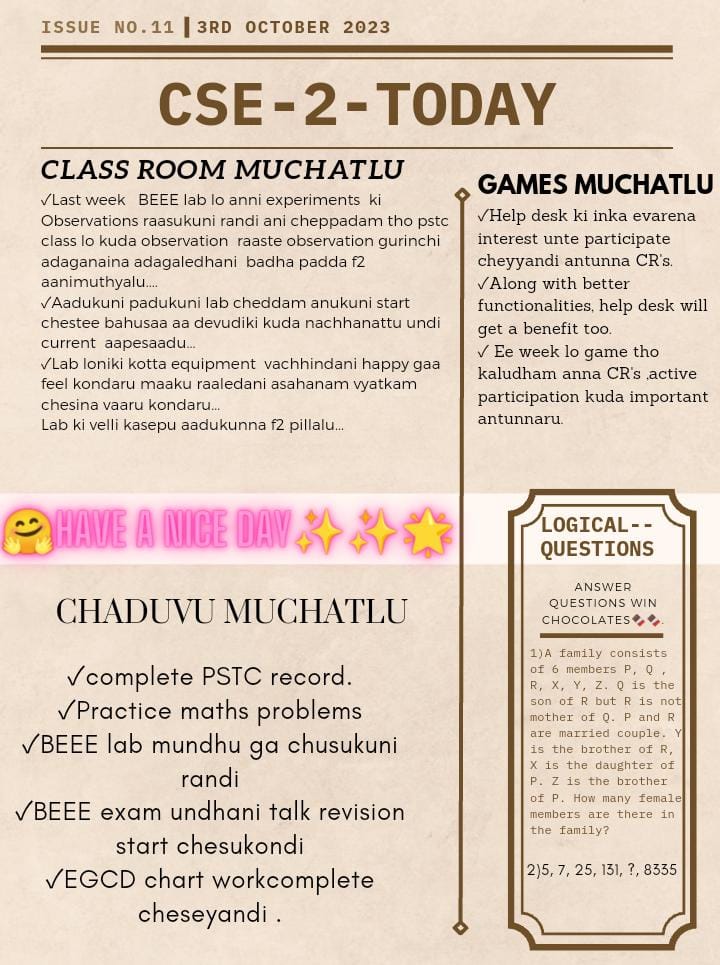 ISSUE NO.11 | 3RD OCTOBER 2023
CSE-2-TODAY
CLASS ROOM MUCHATLU
✓Last week BEEE lab lo anni experiments ki
Observations raasukuni randi ani cheppadam tho pstc
class lo kuda observation raaste observation gurinchi
adaganaina adagaledhani badha padda f2
aanimuthyalu....
✓Aadukuni padukuni lab cheddam anukuni start
chestee bahusaa aa devudiki kuda nachhanattu undi
current aapesaadu...
✓Lab loniki kotta equipment vachhindani happy gaa
feel kondaru maaku raaledani asahanam vyatkam
chesina vaaru kondaru...
Lab ki velli kasepu aadukunna f2 pillalu...
GAMES MUCHATLU
✓Help desk ki inka evarena
interest unte participate
cheyyandi antunna CR's.
✓Along with better
functionalities, help desk will
get a benefit too.
✓ Ee week lo game tho
kaludham anna CR's ,active
participation kuda important
antunnaru.
🤗HAVE A NICE DAY✨✨🌟
CHADUVU MUCHATLU
✓complete PSTC record.
✓Practice maths problems
✓BEEE lab mundhu ga chusukuni
randi
✓BEEE exam undhani talk revision
start chesukondi
✓EGCD chart workcomplete
cheseyandi .
LOGICAL--
QUESTIONS
ANSWER
QUESTIONS WIN
CHOCOLATES🍫🍫.
1)A family consists
of 6 members P, Q ,
R, X, Y, Z. Q is the
son of R but R is not
mother of Q. P and R
are married couple. Y
is the brother of R,
X is the daughter of
P. Z is the brother
of P. How many female
members are there in
the family?
2)5, 7, 25, 131, ?, 8335